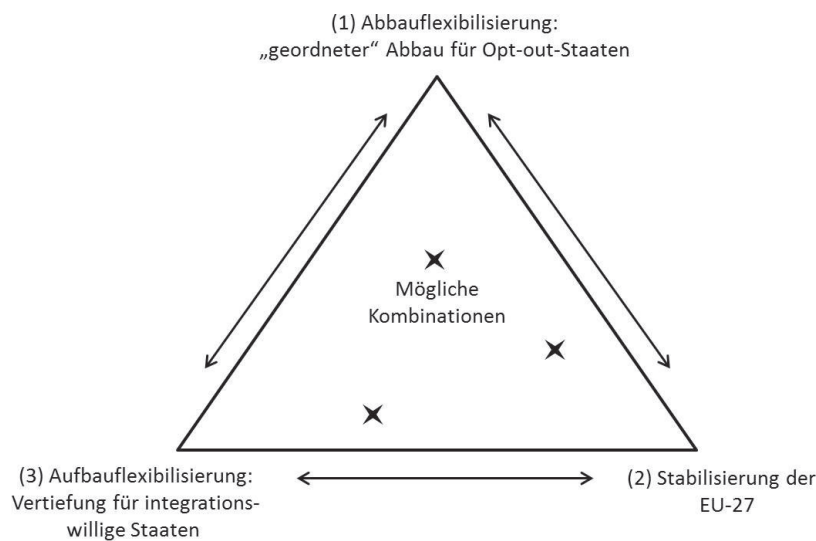 (1) Abbauflexibilisierung:
„geordneter“ Abbau für Opt-out-Staaten
Mögliche
Kombinationen
(3) Aufbauflexibilisierung:
Vertiefung für integrations-
willige Staaten
(2) Stabilisierung der
EU-27